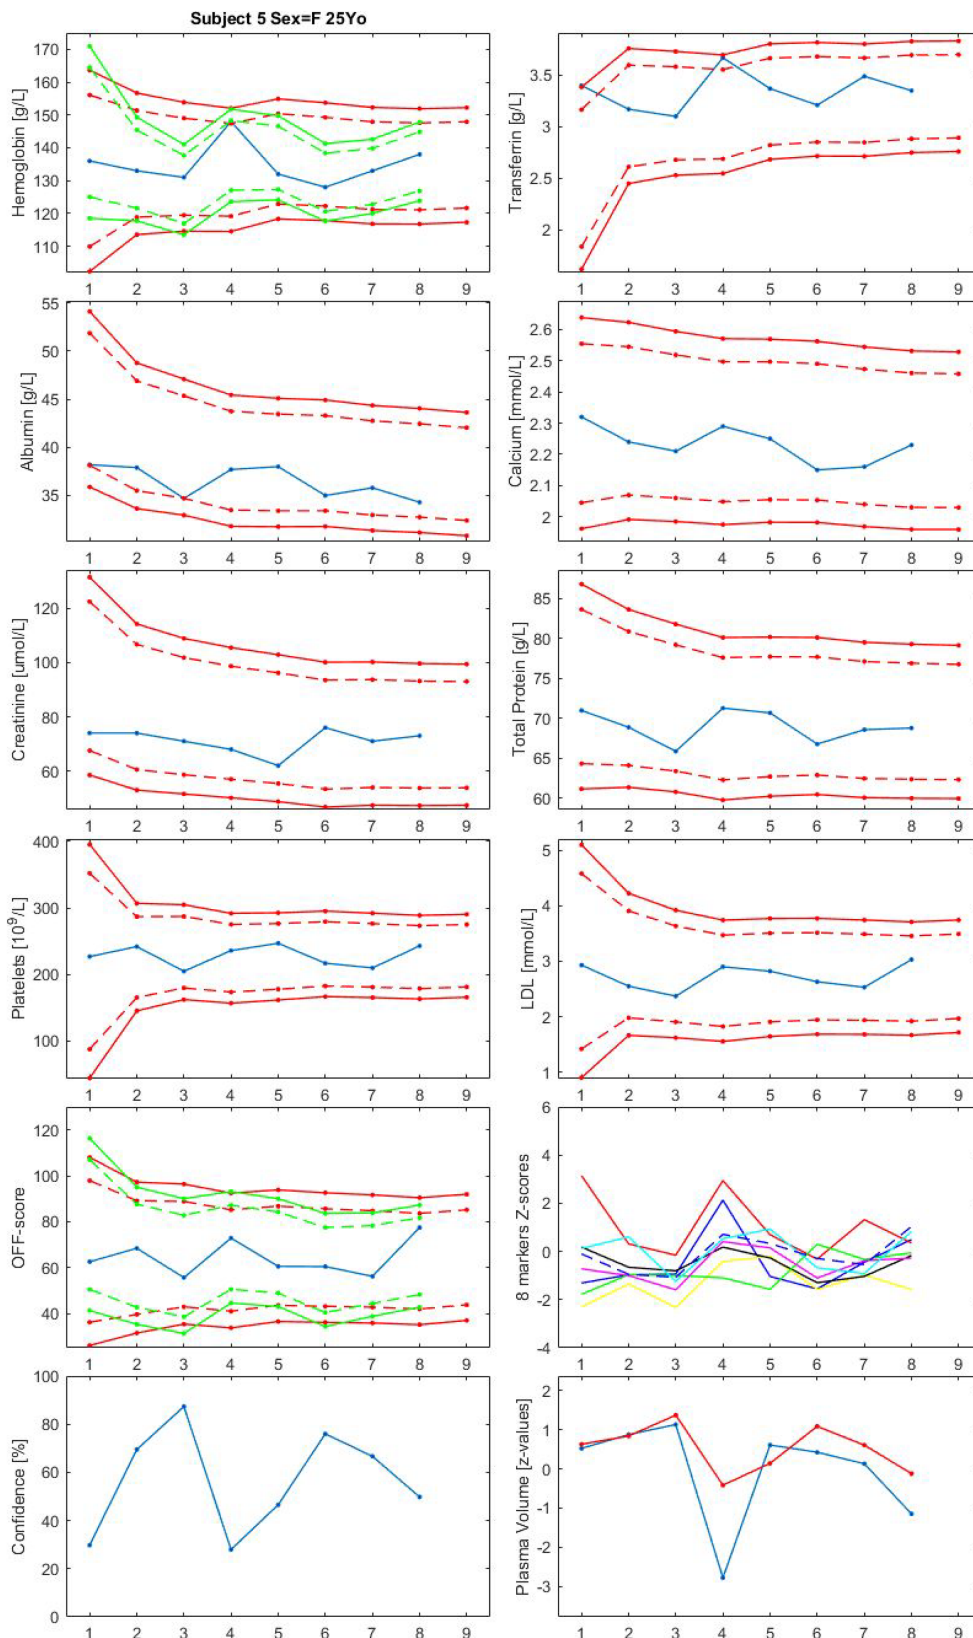 Subject 5 Sex=F 25Yo
Hemoglobin [g/L]
170
160
150
140
130
120
110
1 2 3 4 5 6 7 8 9
Transferrin [g/L]
3.5
3
2.5
2
1 2 3 4 5 6 7 8 9
Albumin [g/L]
55
50
45
40
35
1 2 3 4 5 6 7 8 9
Calcium [mmol/L]
2.6
2.5
2.4
2.3
2.2
2.1
2
1 2 3 4 5 6 7 8 9
Creatinine [umol/L]
120
100
80
60
1 2 3 4 5 6 7 8 9
Total Protein [g/L]
85
80
75
70
65
60
1 2 3 4 5 6 7 8 9
Platelets [10^9/L]
400
300
200
100
1 2 3 4 5 6 7 8 9
LDL [mmol/L]
5
4
3
2
1
1 2 3 4 5 6 7 8 9
OFF-score
120
100
80
60
40
1 2 3 4 5 6 7 8 9
8 markers Z-scores
6
4
2
0
-2
-4
1 2 3 4 5 6 7 8 9
Confidence [%]
100
80
60
40
20
0
1 2 3 4 5 6 7 8 9
Plasma Volume [z-values]
2
1
0
-1
-2
-3
1 2 3 4 5 6 7 8 9